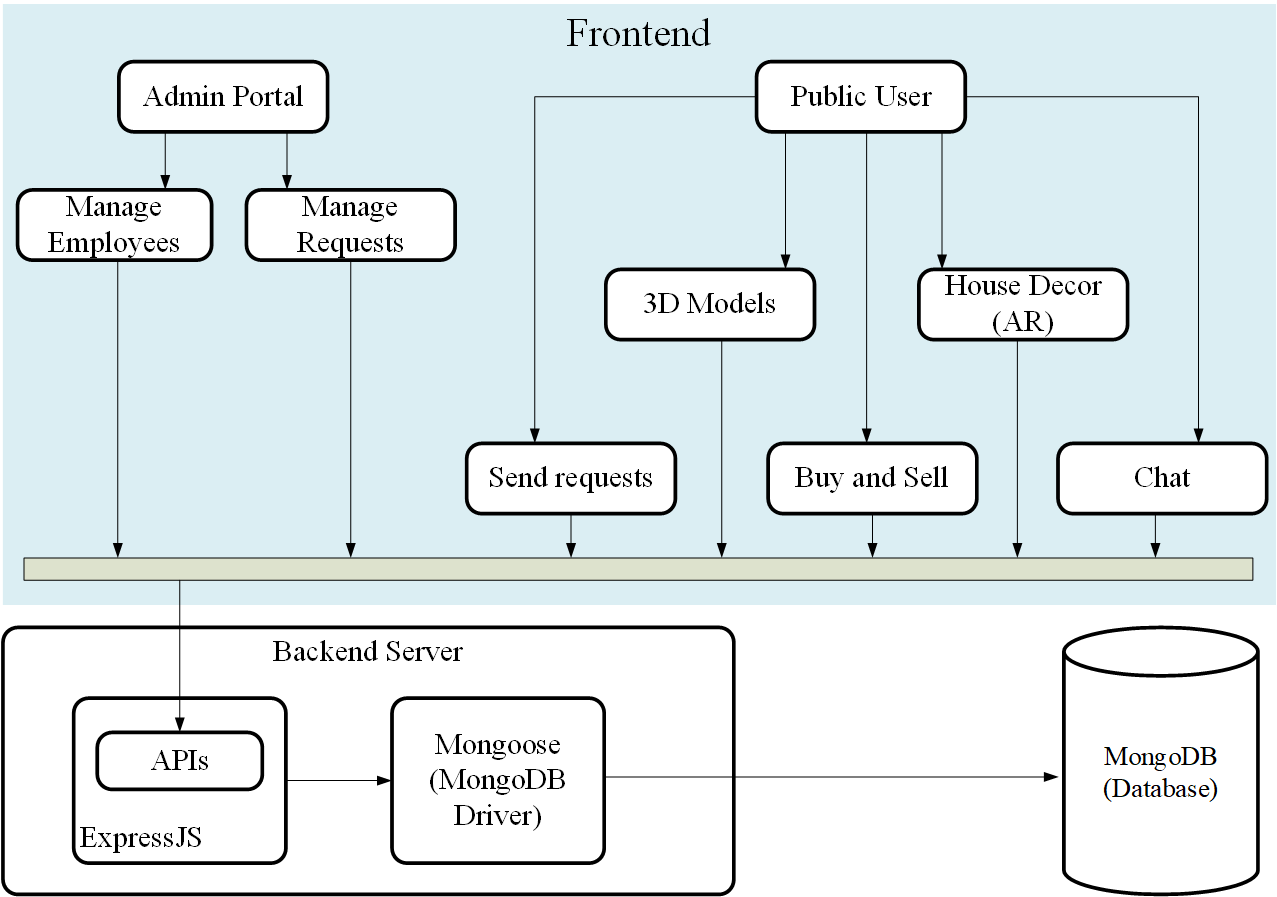 Frontend
Admin Portal
Public User
Manage
Employees
Manage
Requests
3D Models
House Decor
(AR)
Send requests
Buy and Sell
Chat
Backend Server
APIs
ExpressJS
Mongoose
(MongoDB
Driver)
MongoDB
(Database)